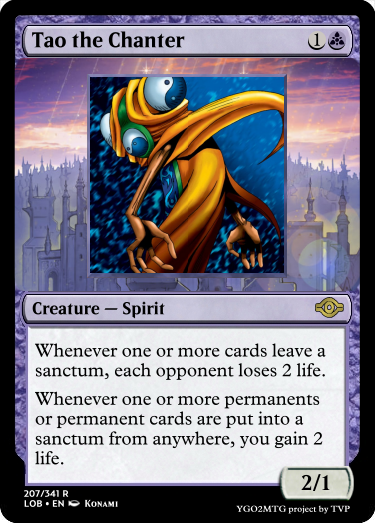 Tao the Chanter
1
Creature — Spirit
Whenever one or more cards leave a
sanctum, each opponent loses 2 life.
Whenever one or more permanents
or permanent cards are put into a
sanctum from anywhere, you gain 2
life.
2/1
207/341 R
LOB • EN Konami
YGO2MTG project by TVP